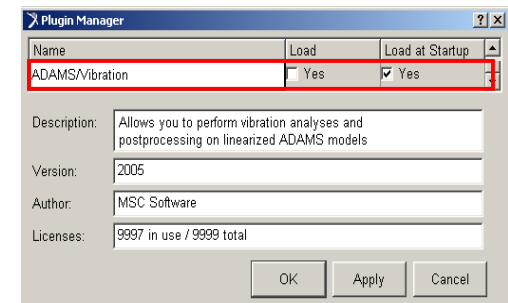 Plugin Manager
Name Load Load at Startup
ADAMS/Vibration Yes Yes
Description: Allows you to perform vibration analyses and
postprocessing on linearized ADAMS models
Version: 2005
Author: MSC Software
Licenses: 9997 in use / 9999 total
OK Apply Cancel